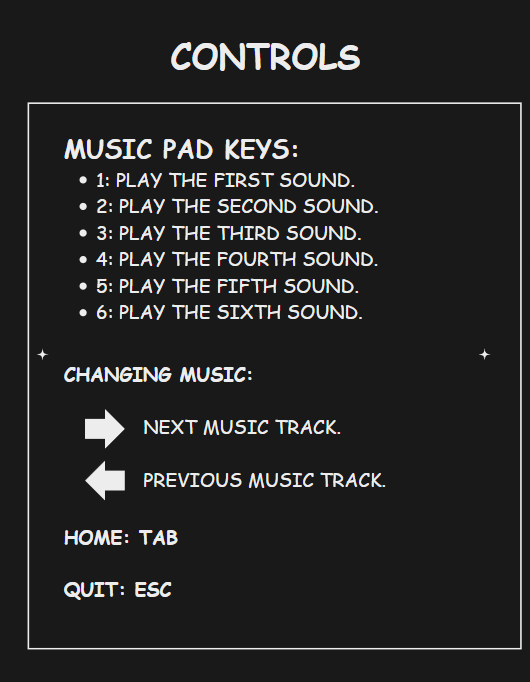 CONTROLS
MUSIC PAD KEYS:
• 1: PLAY THE FIRST SOUND.
• 2: PLAY THE SECOND SOUND.
• 3: PLAY THE THIRD SOUND.
• 4: PLAY THE FOURTH SOUND.
• 5: PLAY THE FIFTH SOUND.
• 6: PLAY THE SIXTH SOUND.
CHANGING MUSIC:
NEXT MUSIC TRACK.
PREVIOUS MUSIC TRACK.
HOME: TAB
QUIT: ESC